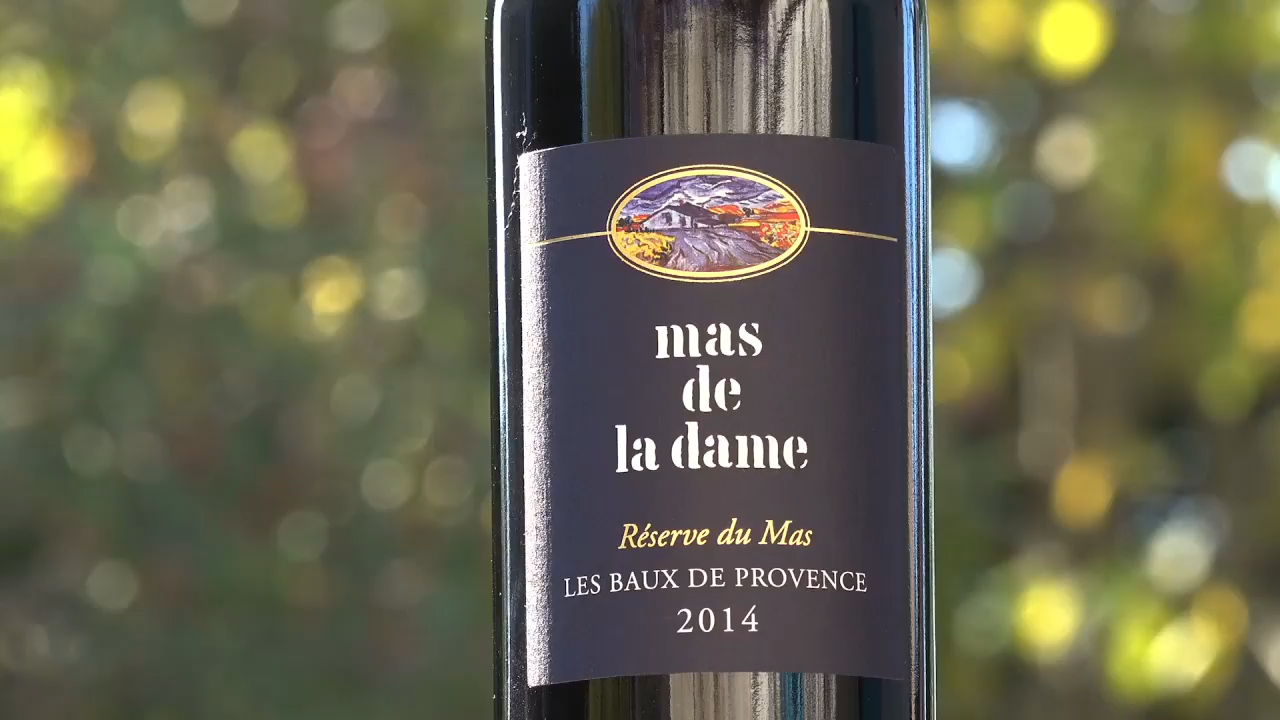 mas
de
la dame
Réserve du Mas
LES BAUX DE PROVENCE
2014